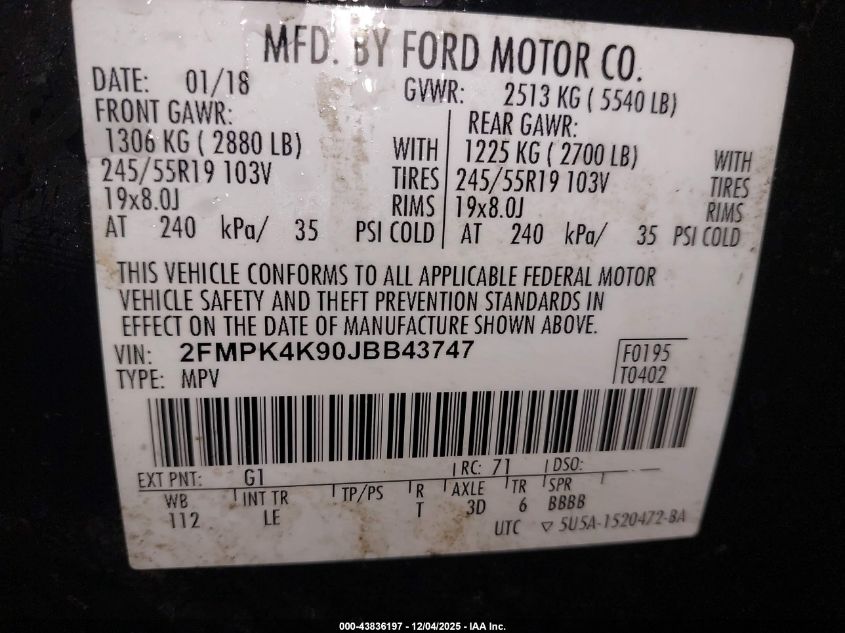 MFD. BY FORD MOTOR CO.
DATE: 01/18 GVWR: 2513 KG ( 5540 LB)
FRONT GAWR: REAR GAWR:
1306 KG ( 2880 LB) WITH 1225 KG ( 2700 LB) WITH
245/55R19 103V TIRES 245/55R19 103V TIRES
19x8.0J RIMS 19x8.0J RIMS
AT 240 kPa/ 35 PSI COLD AT 240 kPa/ 35 PSI COLD
THIS VEHICLE CONFORMS TO ALL APPLICABLE FEDERAL MOTOR
VEHICLE SAFETY AND THEFT PREVENTION STANDARDS IN
EFFECT ON THE DATE OF MANUFACTURE SHOWN ABOVE.
VIN: 2FMPK4K90JBB43747 F0195
TYPE: MPV T0402
EXT PNT: G1 RC: 71 DSO:
WB INT TR TP/PS R AXLE TR SPR
112 LE T 3D 6 BBBB
UTC ▽ 5U5A-1520472-BA
000-43836197 - 12/04/2025 - IAA Inc.